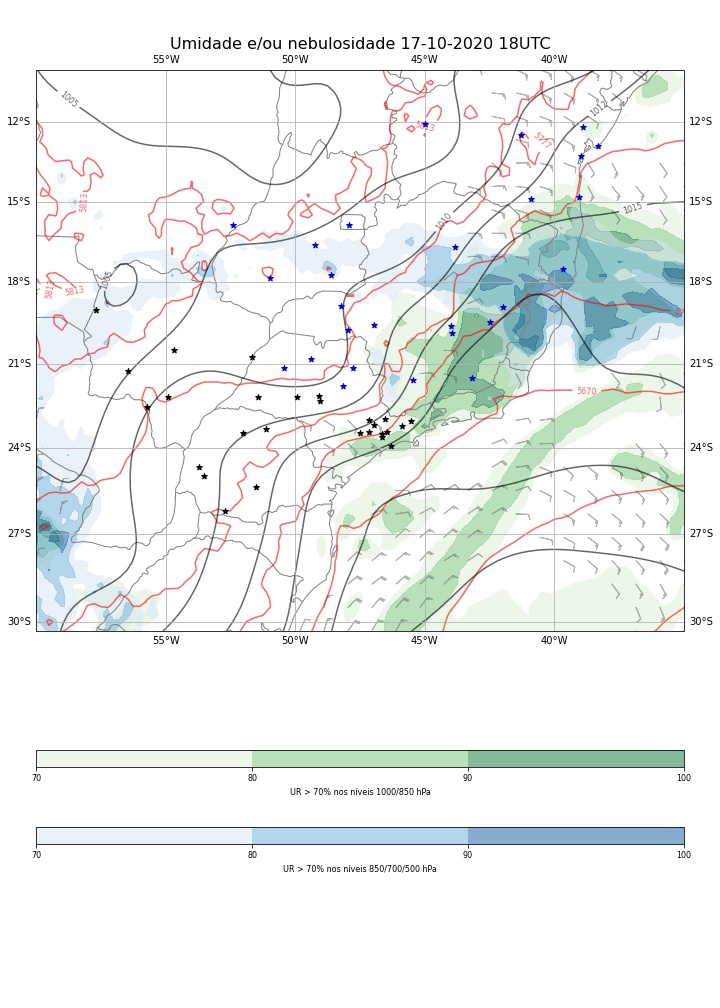 Umidade e/ou nebulosidade 17-10-2020 18UTC
55°W 50°W 45°W 40°W
1005
1012
5813
5777
12°S 12°S
5813
15°S 15°S
1015
1010
1005
5813
18°S 18°S
21°S 21°S
5670
24°S 24°S
27°S 27°S
30°S 30°S
55°W 50°W 45°W 40°W
70 80 90 100
UR > 70% nos níveis 1000/850 hPa
70 80 90 100
UR > 70% nos níveis 850/700/500 hPa